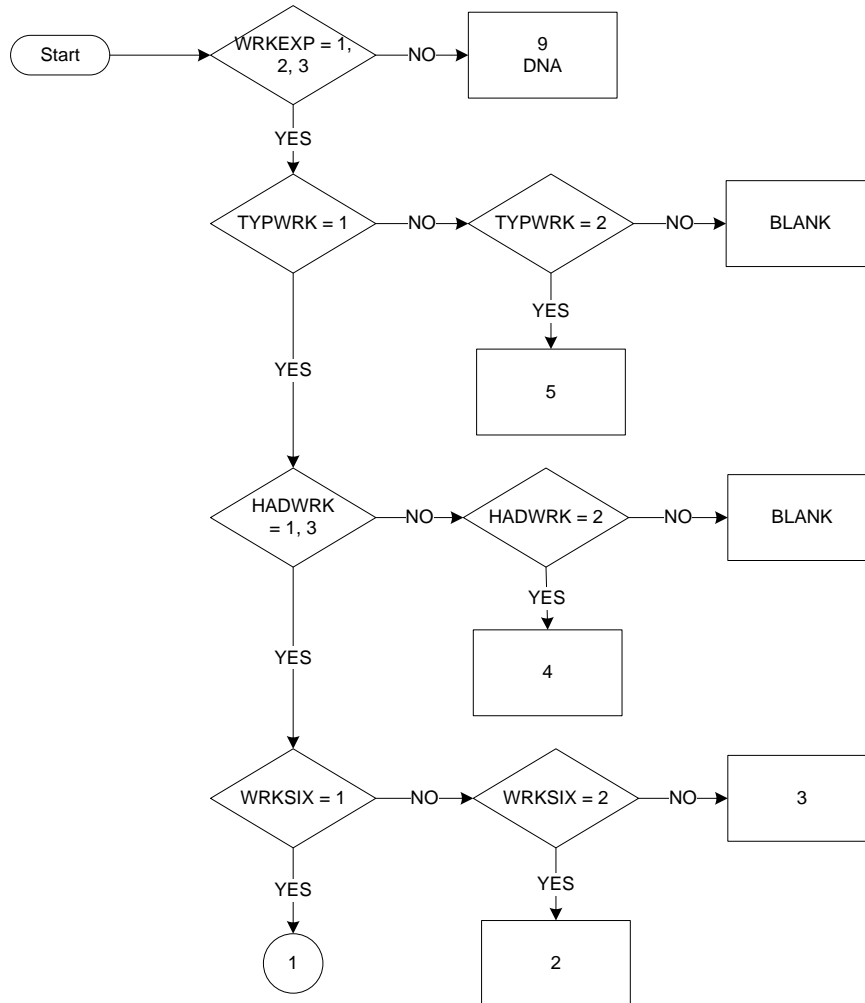 Start
WRKEXP = 1,
2, 3
NO
9
DNA
YES
TYPWRK = 1
NO
TYPWRK = 2
NO
BLANK
YES
5
YES
HADWRK
= 1, 3
NO
HADWRK = 2
NO
BLANK
YES
4
YES
WRKSIX = 1
NO
WRKSIX = 2
NO
3
YES
1
YES
2